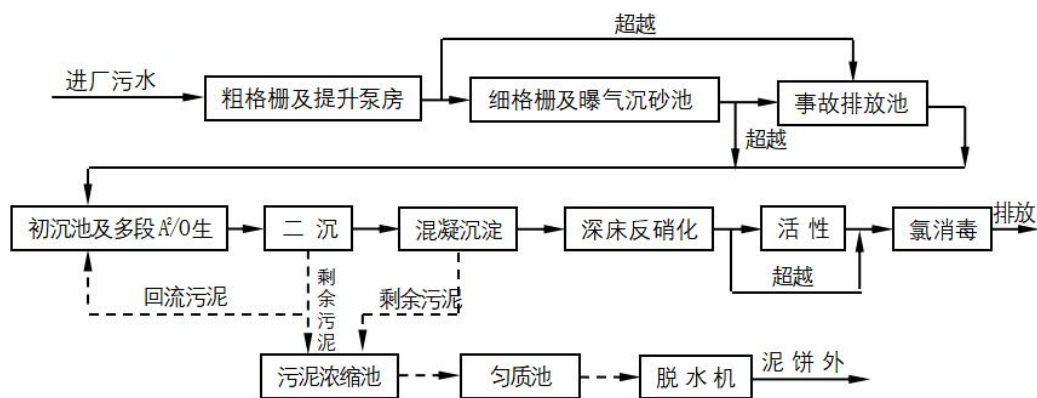 超越
进厂污水
粗格栅及提升泵房
细格栅及曝气沉砂池
事故排放池
超越
初沉池及多段A²/O生
二 沉
混凝沉淀
深床反硝化
活 性
氯消毒
排放
回流污泥
剩余污泥
剩余污泥
超越
污泥浓缩池
匀质池
脱水机
泥饼外